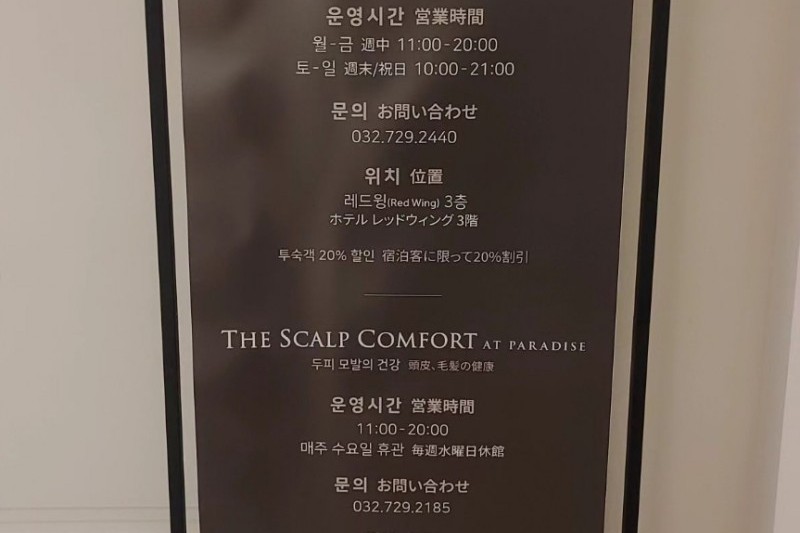 운영시간 営業時間
월-금 週中 11:00-20:00
토-일 週末/祝日 10:00-21:00
문의 お問い合わせ
032.729.2440
위치 位置
레드윙(Red Wing) 3층
ホテル レッドウィング 3階
투숙객 20% 할인 宿泊客に限って20%割引
THE SCALP COMFORT AT PARADISE
두피 모발의 건강 頭皮、毛髪の健康
운영시간 営業時間
11:00-20:00
매주 수요일 휴관 毎週水曜日休館
문의 お問い合わせ
032.729.2185